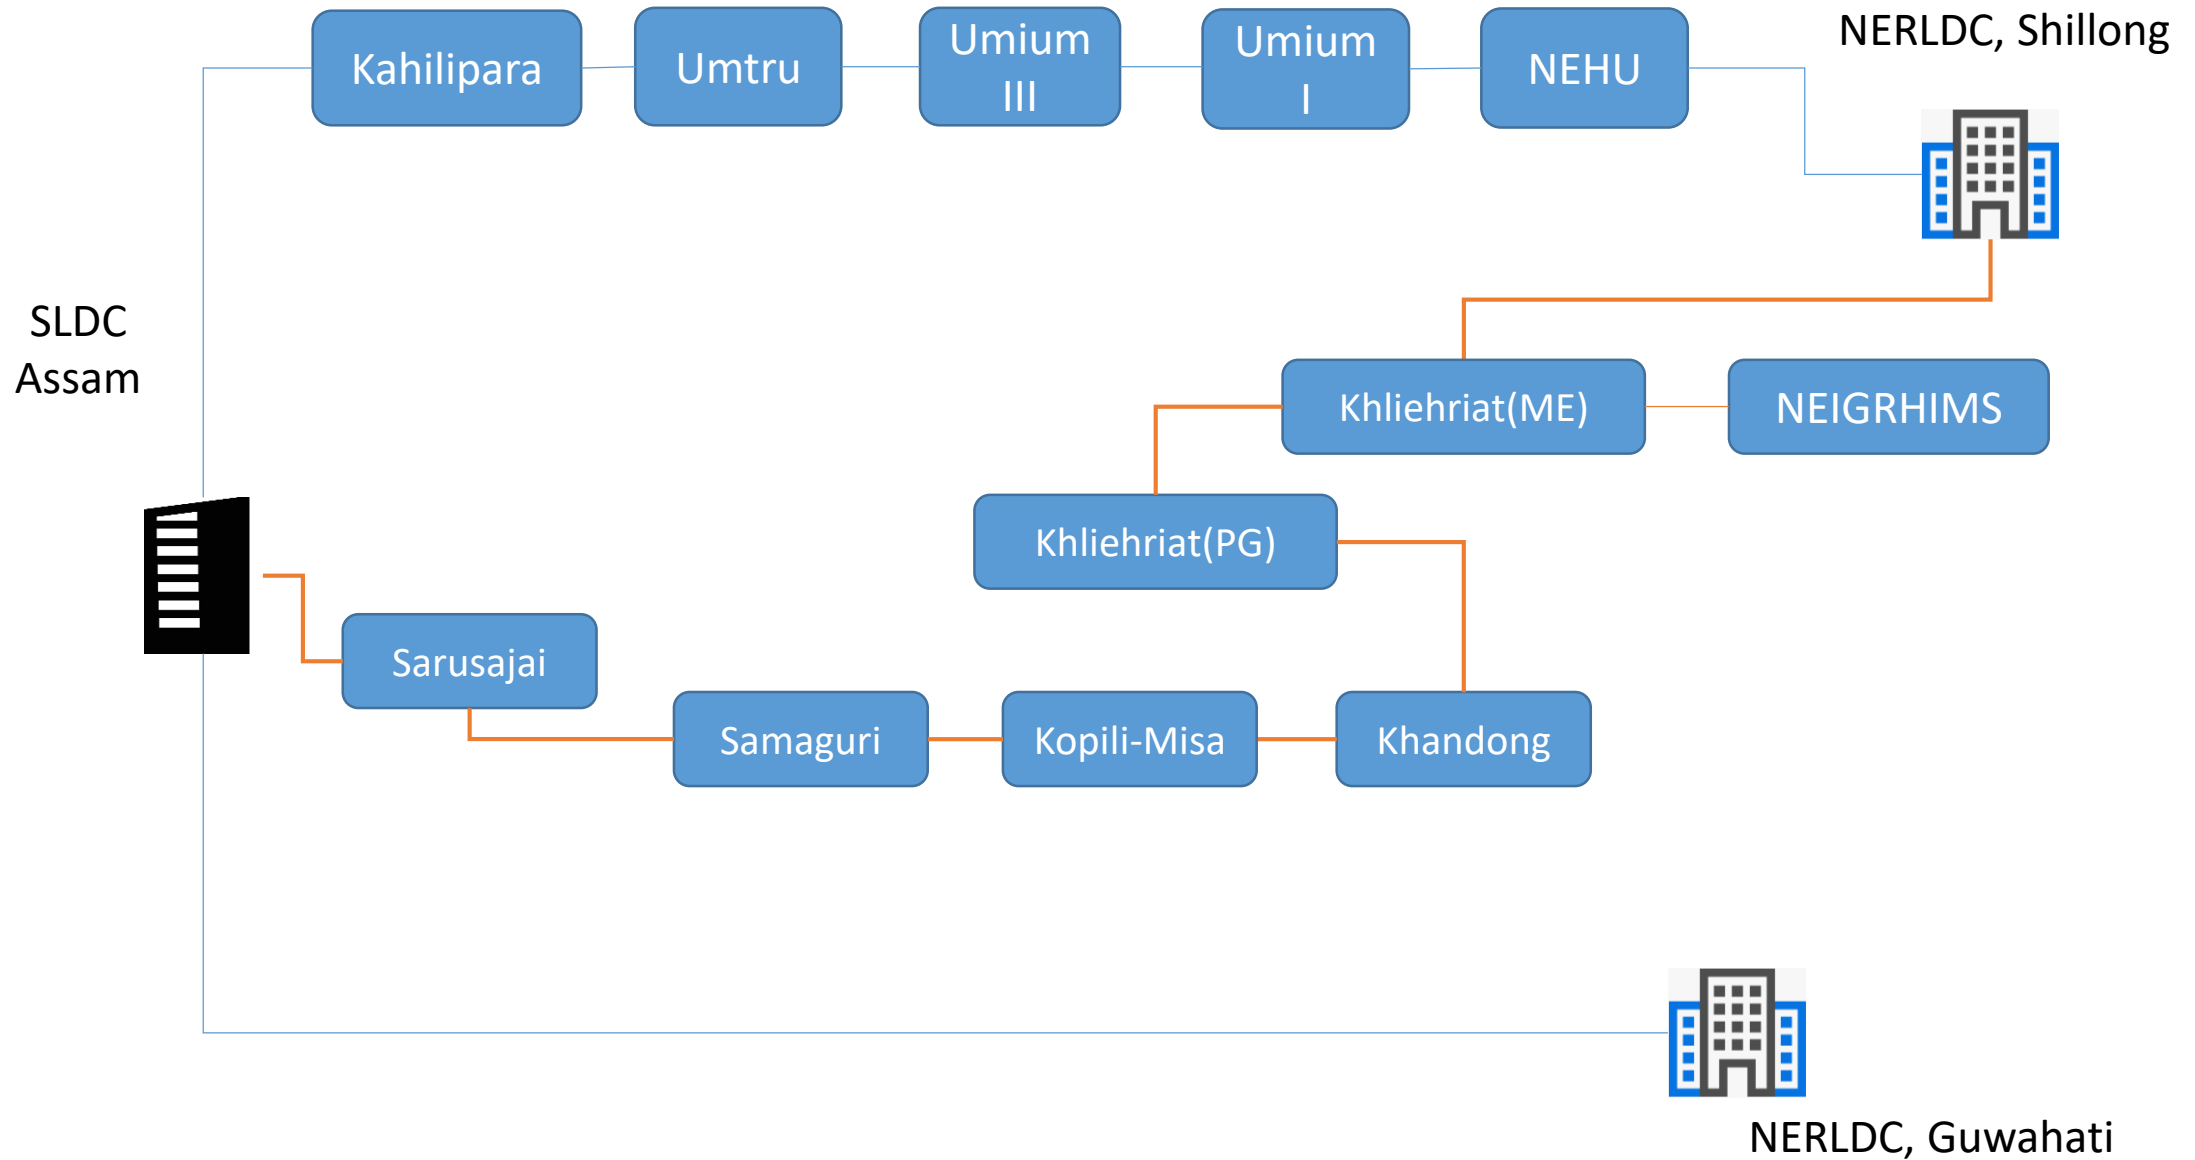 NERLDC, Shillong
Kahilipara
Umtru
Umium
III
Umium
I
NEHU
SLDC
Assam
Khliehriat(ME)
NEIGRHIMS
Khliehriat(PG)
Sarusajai
Samaguri
Kopili-Misa
Khandong
NERLDC, Guwahati